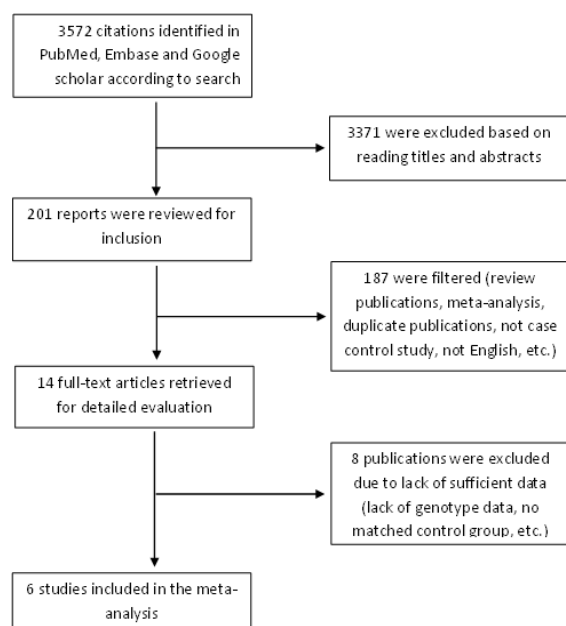 3572 citations identified in
PubMed, Embase and Google
scholar according to search
3371 were excluded based on
reading titles and abstracts
201 reports were reviewed for
inclusion
187 were filtered (review
publications, meta-analysis,
duplicate publications, not case
control study, not English, etc.)
14 full-text articles retrieved
for detailed evaluation
8 publications were excluded
due to lack of sufficient data
(lack of genotype data, no
matched control group, etc.)
6 studies included in the meta-
analysis